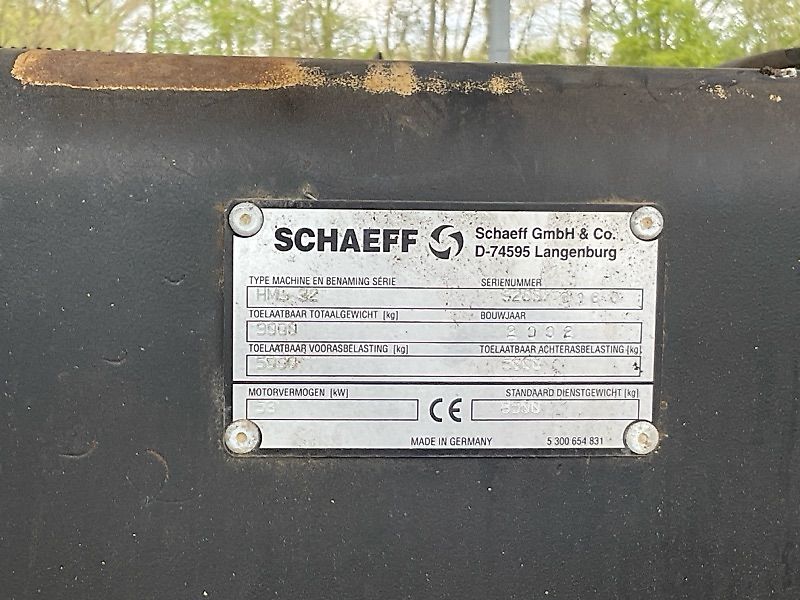 SCHAEFF
Schaeff GmbH & Co.
D-74595 Langenburg
TYPE MACHINE EN BENAMING SÉRIE SERIENUMMER
TOELAATBAAR TOTAALGEWICHT [kg] BOUWJAAR
9000 2002
TOELAATBAAR VOORASBELASTING [kg] TOELAATBAAR ACHTERASBELASTING [kg]
MOTORVERMOGEN [KW] STANDAARD DIENSTGEWICHT [kg]
CE
MADE IN GERMANY 5 300 654 831